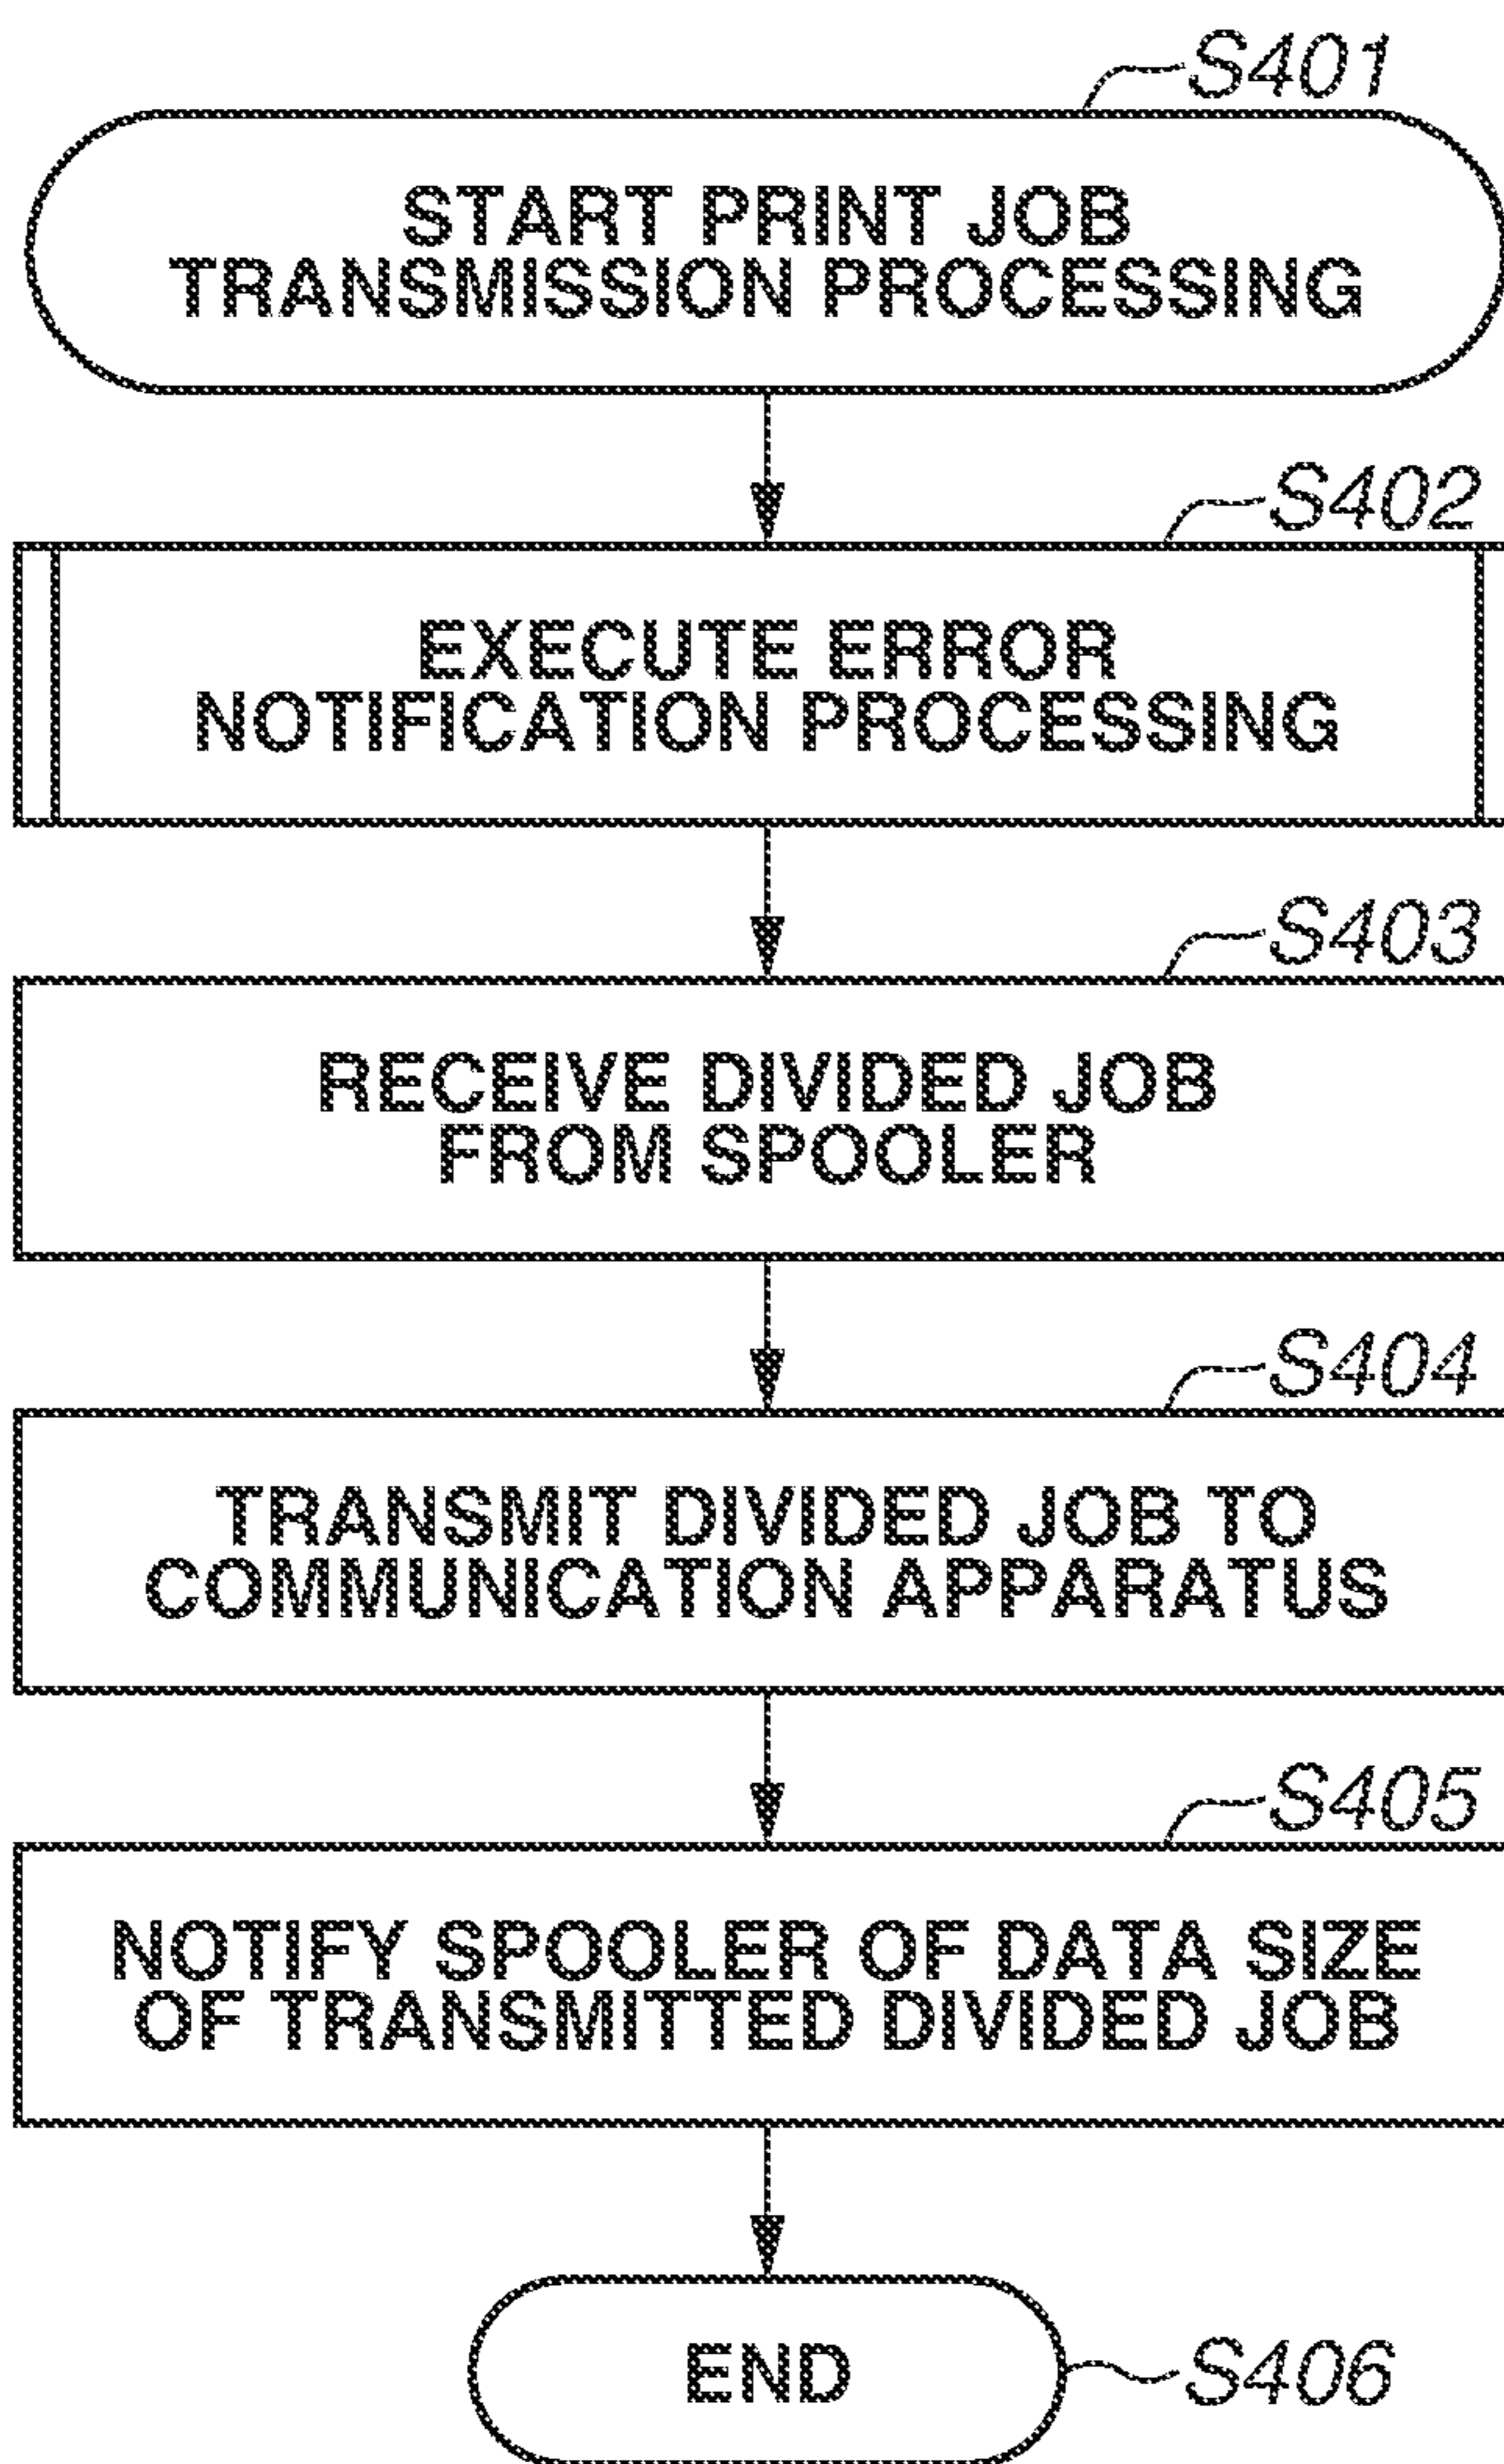 S401
START PRINT JOB
TRANSMISSION PROCESSING
S402
EXECUTE ERROR
NOTIFICATION PROCESSING
S403
RECEIVE DIVIDED JOB
FROM SPOOLER
S404
TRANSMIT DIVIDED JOB TO
COMMUNICATION APPARATUS
S405
NOTIFY SPOOLER OF DATA SIZE
OF TRANSMITTED DIVIDED JOB
END
S406